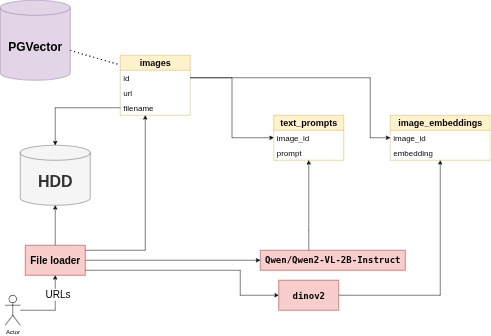 PGVector
images
id
url
filename
text_prompts
image_id
prompt
image_embeddings
image_id
embedding
HDD
File loader
Qwen/Qwen2-VL-2B-Instruct
dinov2
URLs
Actor